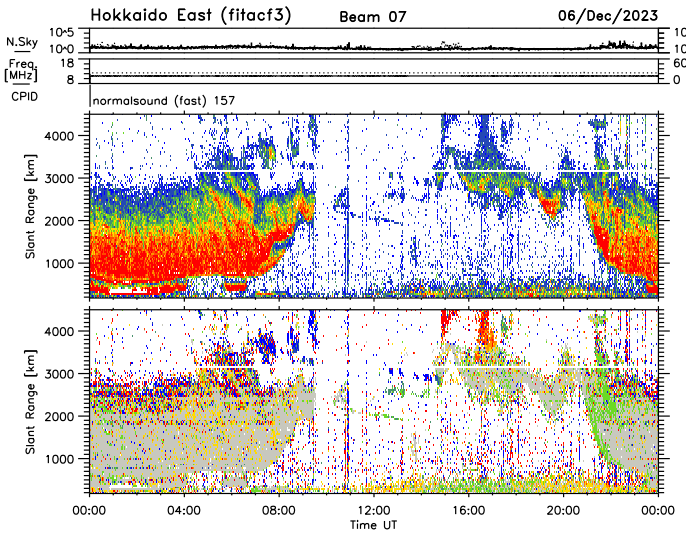 Hokkaido East (fitacf3) Beam 07 06/Dec/2023
N.Sky 10^5 10^0 10^5 10^0
Freq. [MHz] 18 8 60 0
CPID normalsound (fast) 157
Slant Range [km] 4000 3000 2000 1000
Slant Range [km] 4000 3000 2000 1000
00:00 04:00 08:00 12:00 16:00 20:00 00:00
Time UT